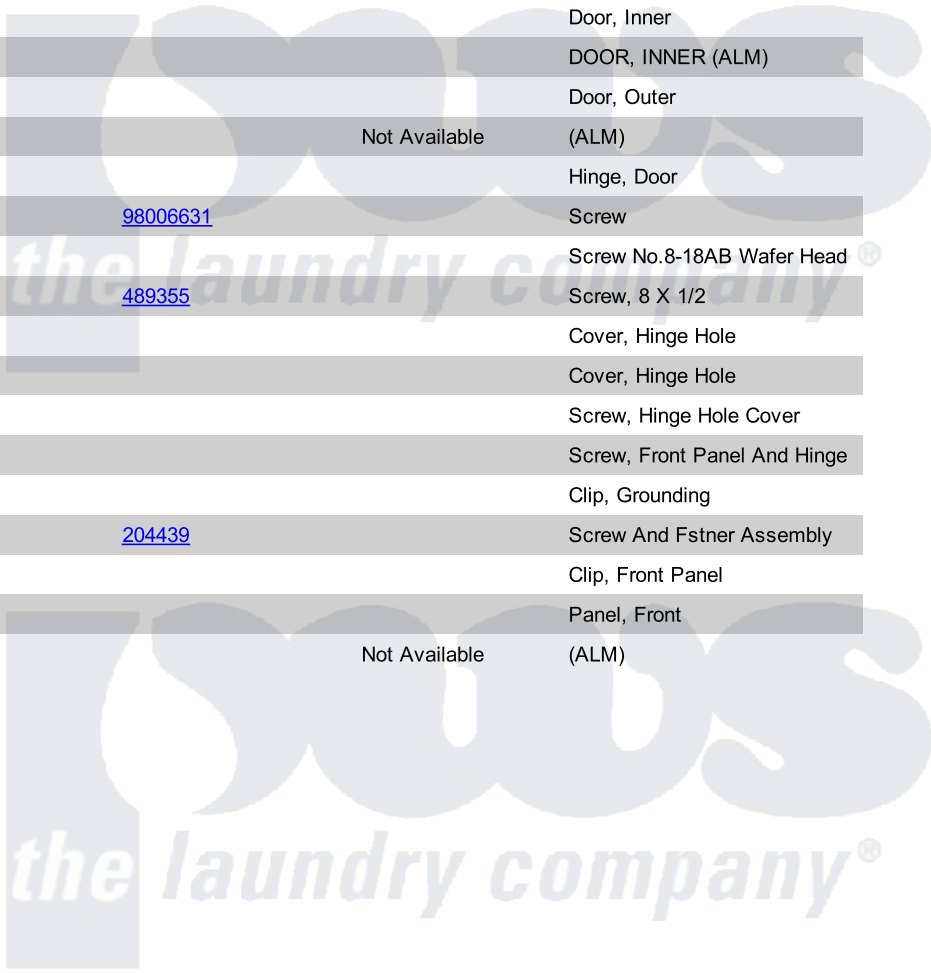 Door, Inner
DOOR, INNER (ALM)
Door, Outer
Not Available (ALM)
Hinge, Door
98006631 Screw
Screw No.8-18AB Wafer Head
489355 Screw, 8 X 1/2
Cover, Hinge Hole
Cover, Hinge Hole
Screw, Hinge Hole Cover
Screw, Front Panel And Hinge
Clip, Grounding
204439 Screw And Fstner Assembly
Clip, Front Panel
Panel, Front
Not Available (ALM)
pws
the laundry company®
pws
the laundry company®